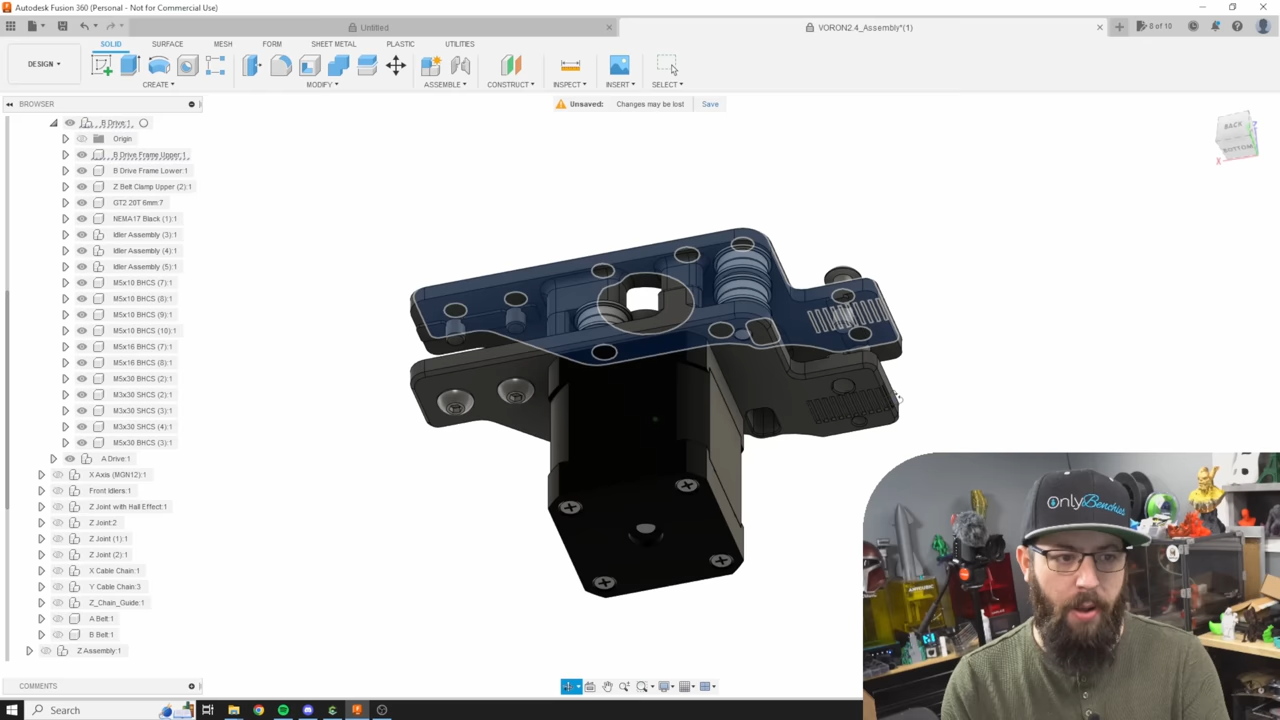 Autodesk Fusion 360 (Personal - Not for Commercial Use)
Untitled
VORON2.4_Assembly*(1)
8 of 10
SOLID
SURFACE
MESH
FORM
SHEET METAL
PLASTIC
UTILITIES
DESIGN
CREATE
MODIFY
ASSEMBLE
CONSTRUCT
INSPECT
INSERT
SELECT
BROWSER
Unsaved: Changes may be lost Save
B Drive:1
Origin
B Drive Frame Upper:1
B Drive Frame Lower:1
Z Belt Clamp Upper (2):1
GT2 20T 6mm:7
NEMA17 Black (1):1
Idler Assembly (3):1
Idler Assembly (4):1
Idler Assembly (5):1
M5x10 BHCS (7):1
M5x10 BHCS (8):1
M5x10 BHCS (9):1
M5x10 BHCS (10):1
M5x16 BHCS (7):1
M5x16 BHCS (8):1
M5x30 BHCS (2):1
M3x30 SHCS (2):1
M3x30 SHCS (3):1
M3x30 SHCS (4):1
M5x30 BHCS (3):1
A Drive:1
X Axis (MGN12):1
Front Idlers:1
Z Joint with Hall Effect:1
Z Joint:2
Z Joint (1):1
Z Joint (2):1
X Cable Chain:1
Y Cable Chain:3
Z_Chain_Guide:1
A Belt:1
B Belt:1
Z Assembly:1
BACK
BOTTOM
Z
X
Only Benchies
COMMENTS
Search